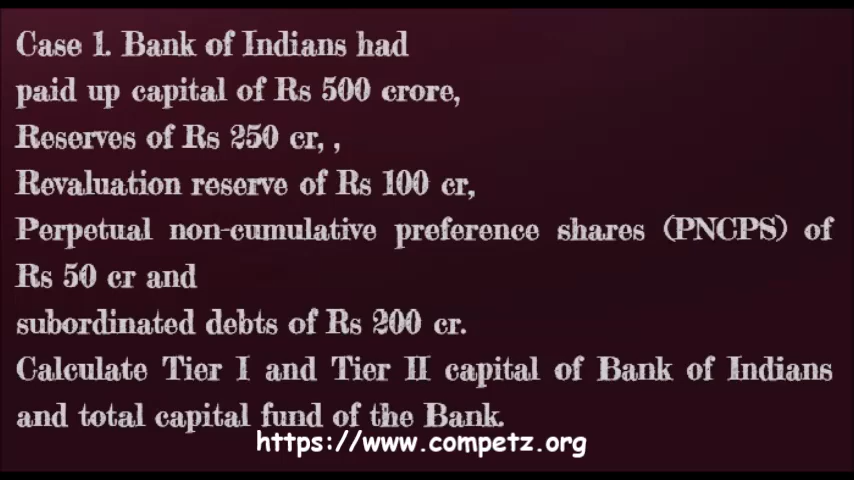 Case 1. Bank of Indians had
paid up capital of Rs 500 crore,
Reserves of Rs 250 cr, ,
Revaluation reserve of Rs 100 cr,
Perpetual non-cumulative preference shares (PNCPS) of
Rs 50 cr and
subordinated debts of Rs 200 cr.
Calculate Tier I and Tier II capital of Bank of Indians
and total capital fund of the Bank.
https://www.competz.org